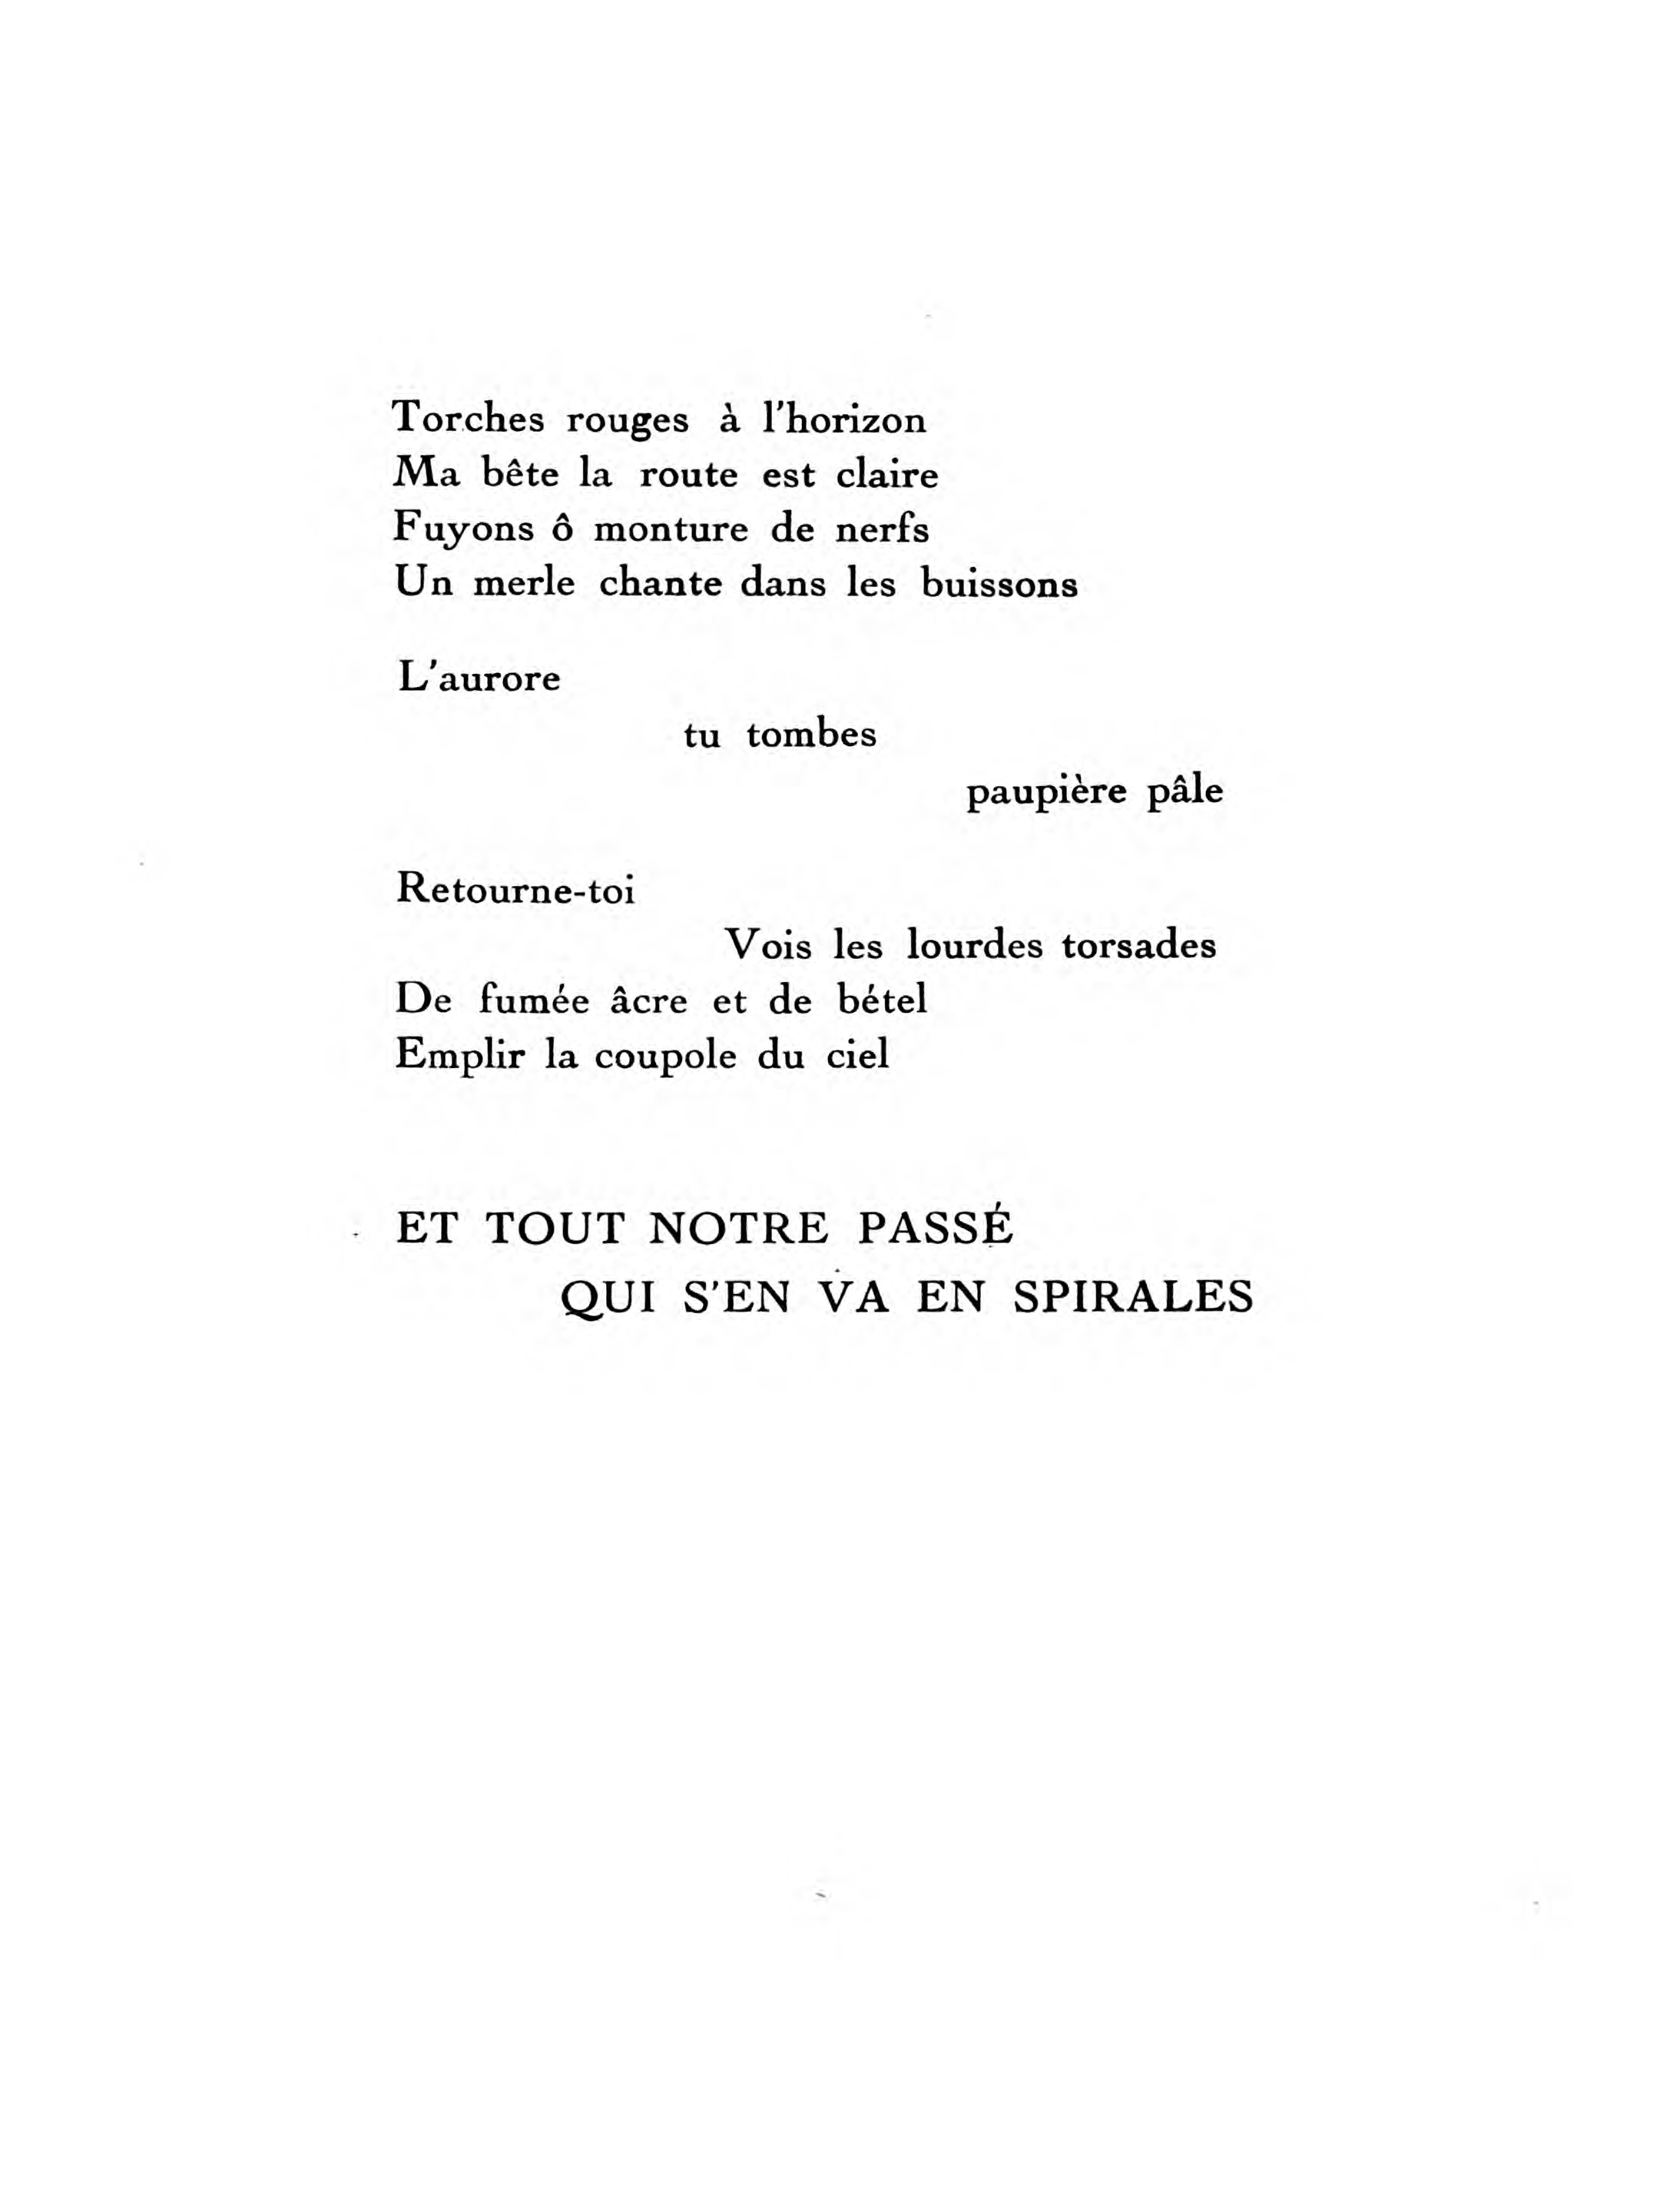 Torches rouges à l'horizon
Ma bête la route est claire
Fuyons ô monture de nerfs
Un merle chante dans les buissons
L'aurore
tu tombes
paupière pâle
Retourne-toi
Vois les lourdes torsades
De fumée âcre et de bétel
Emplir la coupole du ciel
ET TOUT NOTRE PASSÉ
QUI S'EN VA EN SPIRALES